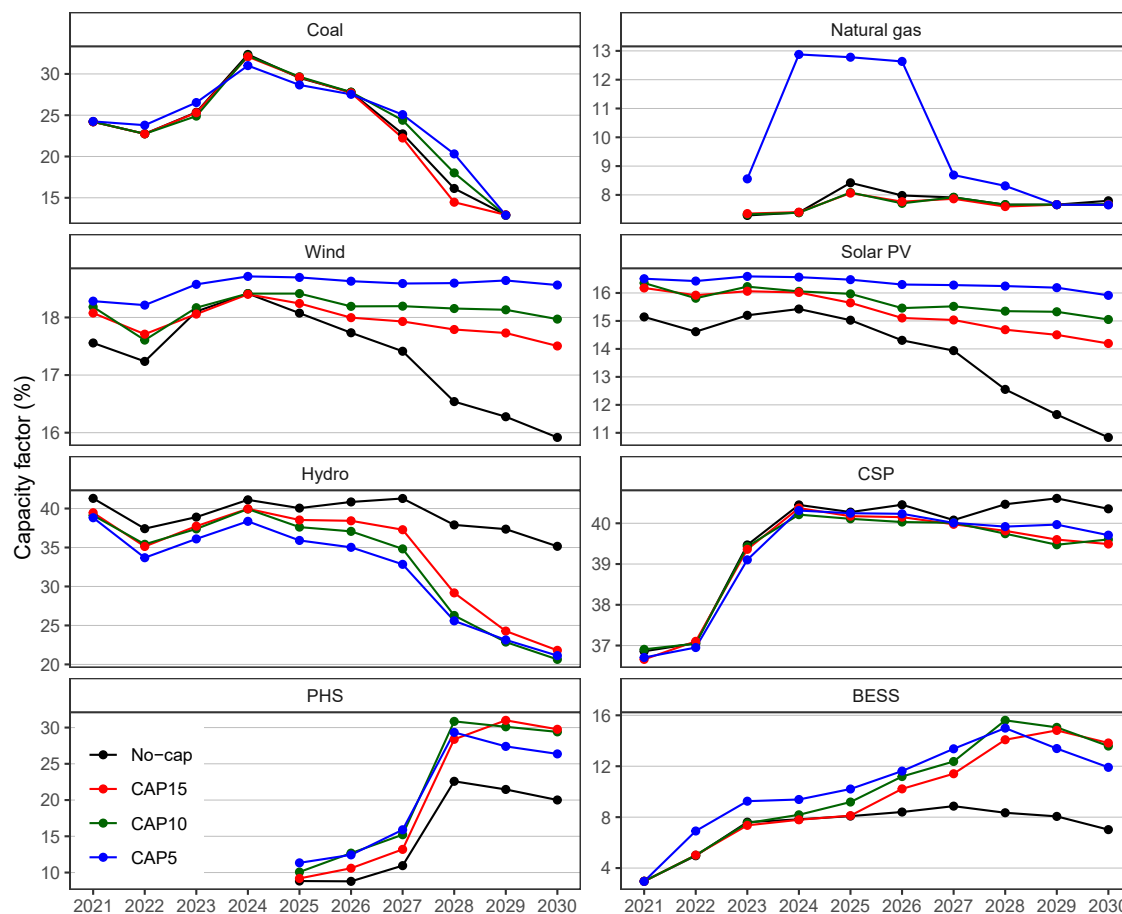 Coal
Natural gas
30
25
20
15
13
12
11
10
9
8
Wind
Solar PV
18
17
16
16
15
14
13
12
11
Capacity factor (%)
Hydro
CSP
40
35
30
25
20
40
39
38
37
PHS
BESS
30
25
20
15
10
No−cap
CAP15
CAP10
CAP5
16
12
8
4
2021 2022 2023 2024 2025 2026 2027 2028 2029 2030
2021 2022 2023 2024 2025 2026 2027 2028 2029 2030